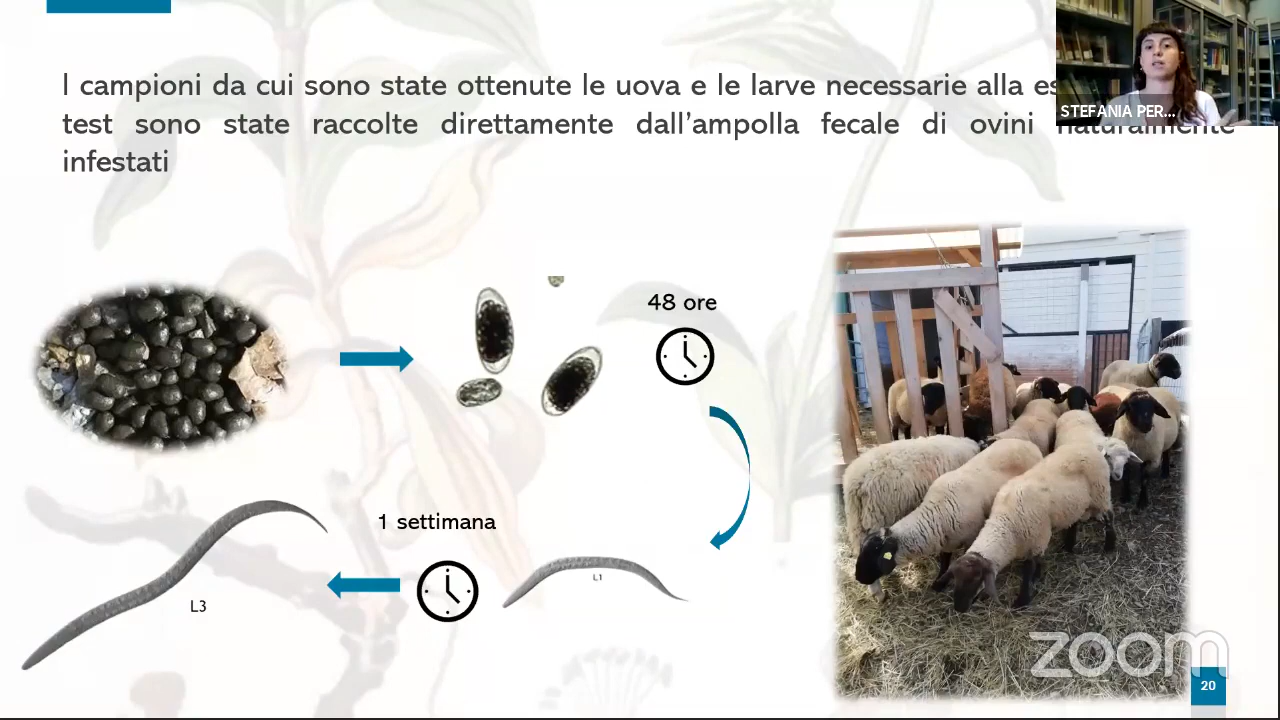 I campioni da cui sono state ottenute le uova e le larve necessarie alla
test sono state raccolte direttamente dall'ampolla fecale di ovini naturalmente
infestati
STEFANIA PER...
48 ore
1 settimana
L1
L3
zoom
20